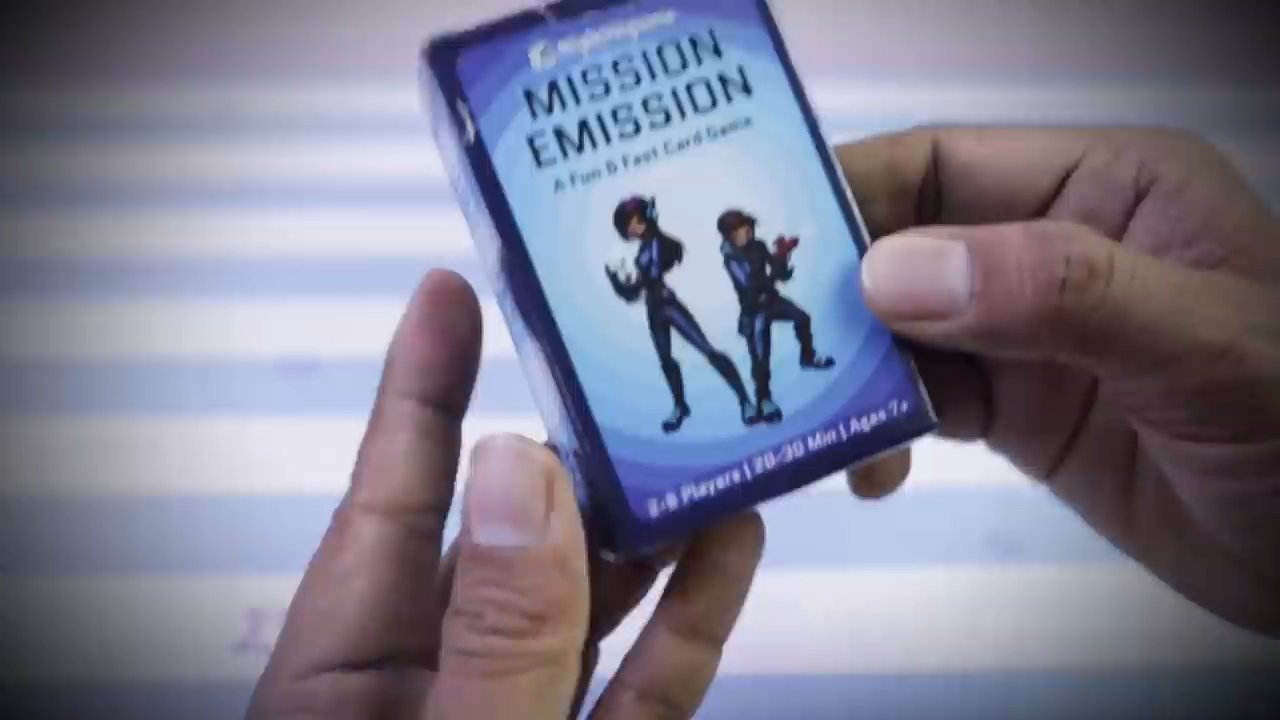 MISSION
EMISSION
A Fun & Fast Card Game
2-6 Players | 20-30 Min | Ages 7+